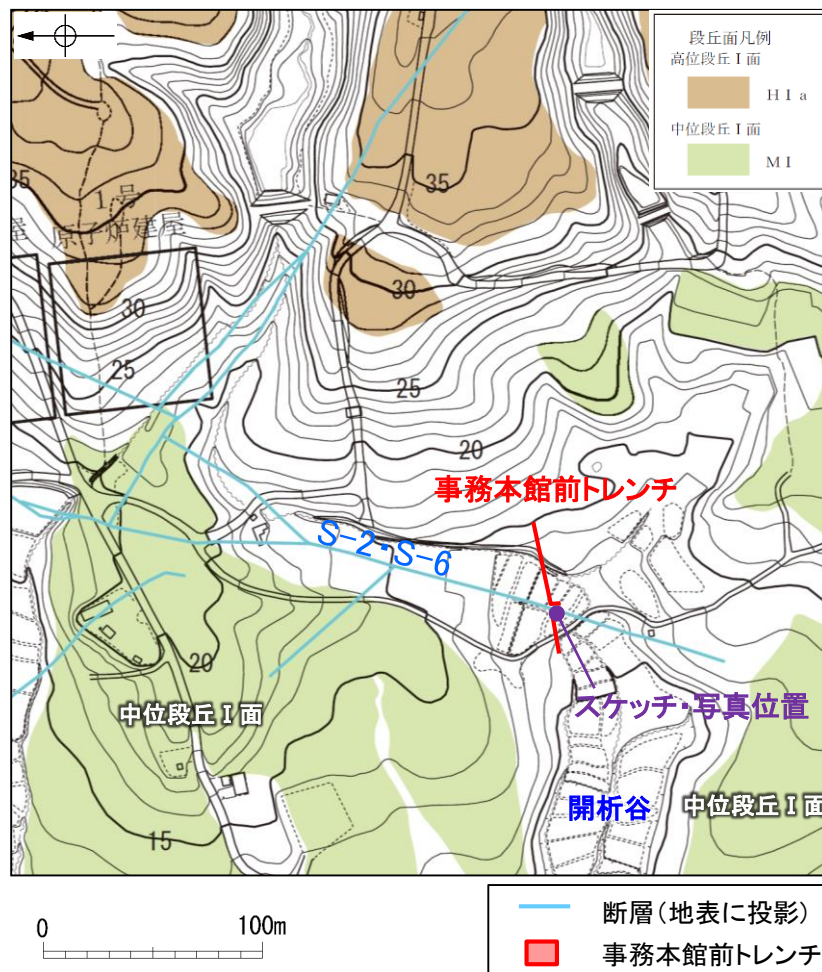 段丘面凡例
高位段丘Ⅰ面
HⅠa
中位段丘Ⅰ面
MⅠ
35
35
1号
屋
原子炉建屋
30
30
25
25
20
事務本館前トレンチ
S-2・S-6
20
中位段丘Ⅰ面
スケッチ・写真位置
開析谷
中位段丘Ⅰ面
15
0
100m
断層(地表に投影)
事務本館前トレンチ